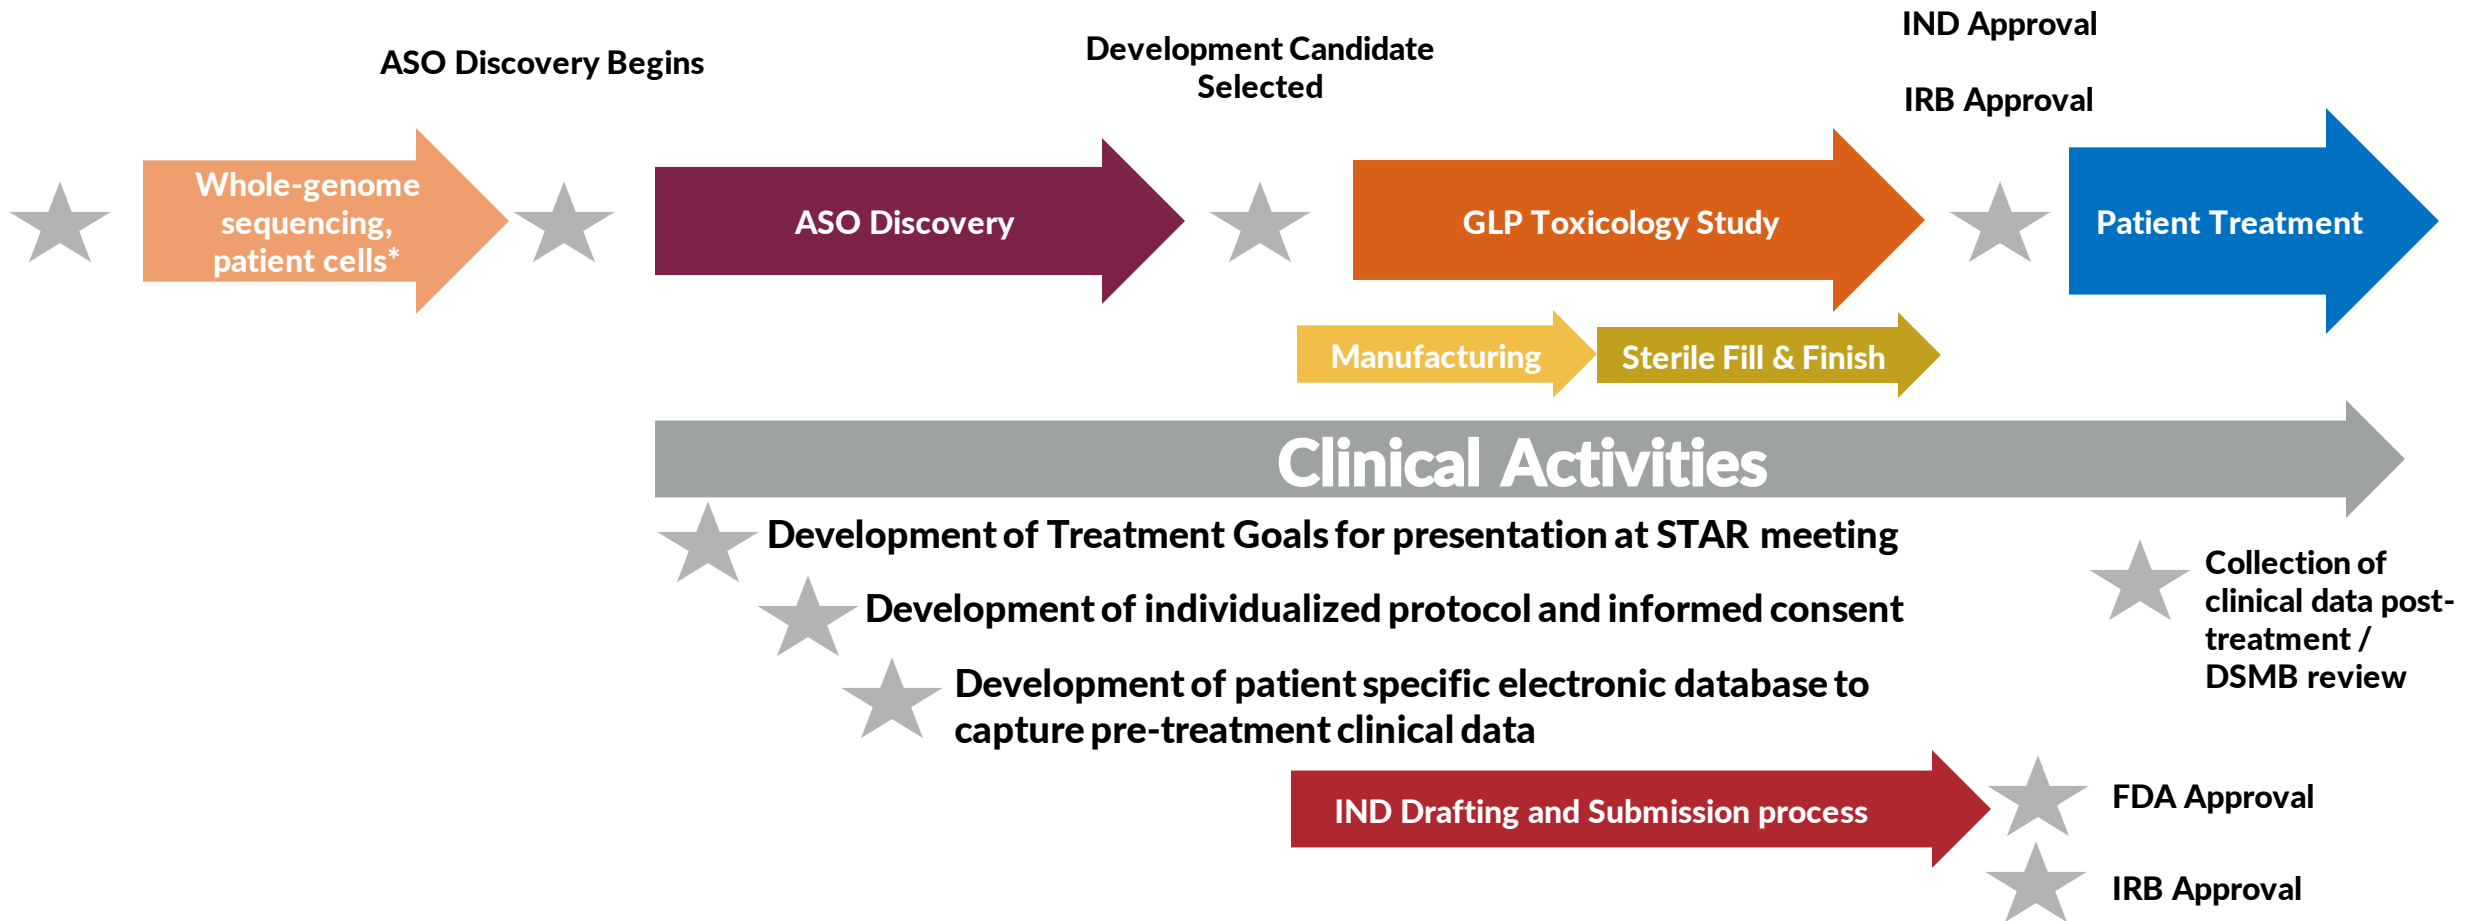 IND Approval
ASO Discovery Begins
Development Candidate
Selected
IRB Approval
Whole-genome
sequencing,
patient cells*
ASO Discovery
GLP Toxicology Study
Patient Treatment
Manufacturing
Sterile Fill & Finish
Clinical Activities
Development of Treatment Goals for presentation at STAR meeting
Development of individualized protocol and informed consent
Development of patient specific electronic database to
capture pre-treatment clinical data
Collection of
clinical data post-
treatment /
DSMB review
IND Drafting and Submission process
FDA Approval
IRB Approval